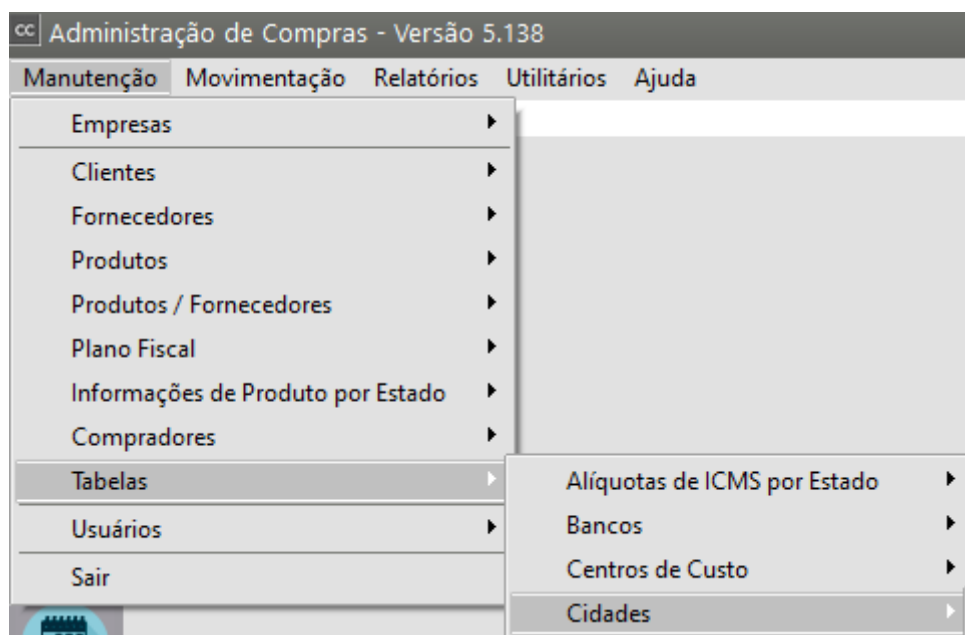 cc Administração de Compras - Versão 5.138
Manutenção Movimentação Relatórios Utilitários Ajuda
Empresas
Clientes
Fornecedores
Produtos
Produtos / Fornecedores
Plano Fiscal
Informações de Produto por Estado
Compradores
Tabelas
Usuários
Sair
Alíquotas de ICMS por Estado
Bancos
Centros de Custo
Cidades